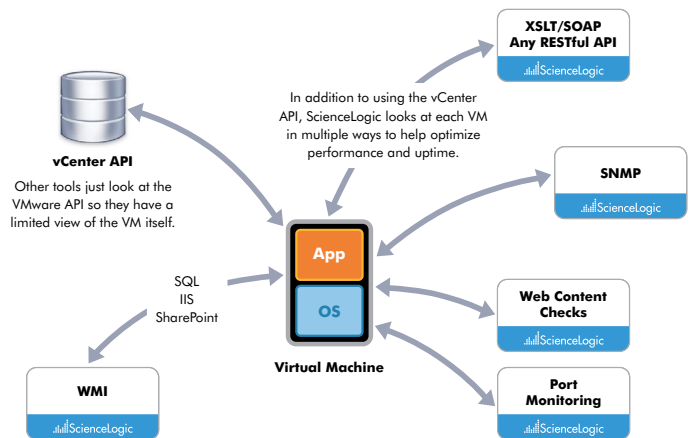 XSLT/SOAP
Any RESTful API
ScienceLogic
In addition to using the vCenter
API, ScienceLogic looks at each VM
in multiple ways to help optimize
performance and uptime.
vCenter API
Other tools just look at the
VMware API so they have a
limited view of the VM itself.
SNMP
ScienceLogic
App
OS
Virtual Machine
SQL
IIS
SharePoint
Web Content
Checks
ScienceLogic
WMI
ScienceLogic
Port
Monitoring
ScienceLogic